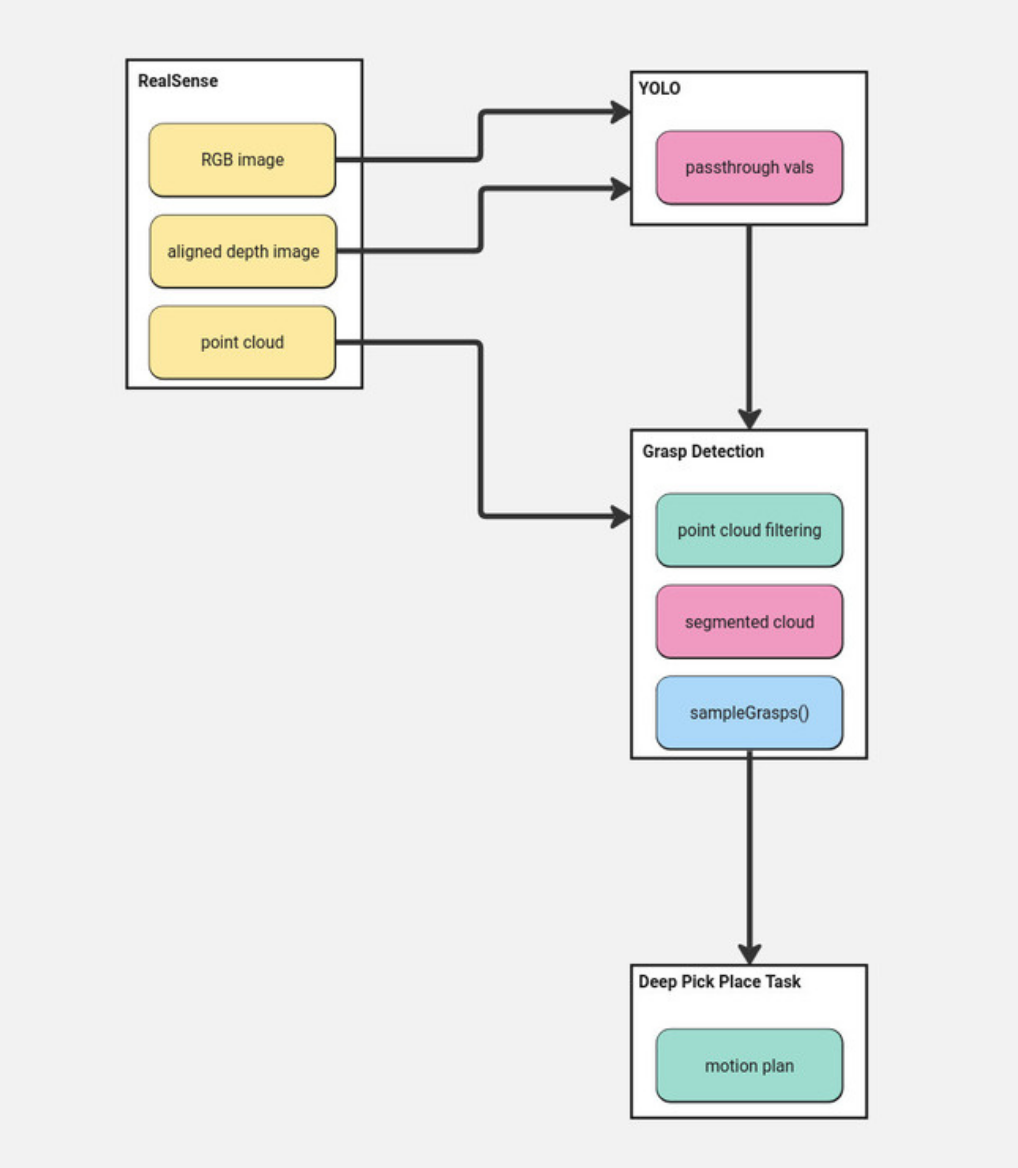 RealSense
RGB image
aligned depth image
point cloud
YOLO
passthrough vals
Grasp Detection
point cloud filtering
segmented cloud
sampleGrasps()
Deep Pick Place Task
motion plan